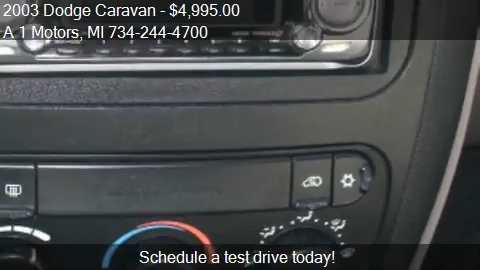 2003 Dodge Caravan - $4,995.00
A 1 Motors, MI 734-244-4700
Schedule a test drive today!